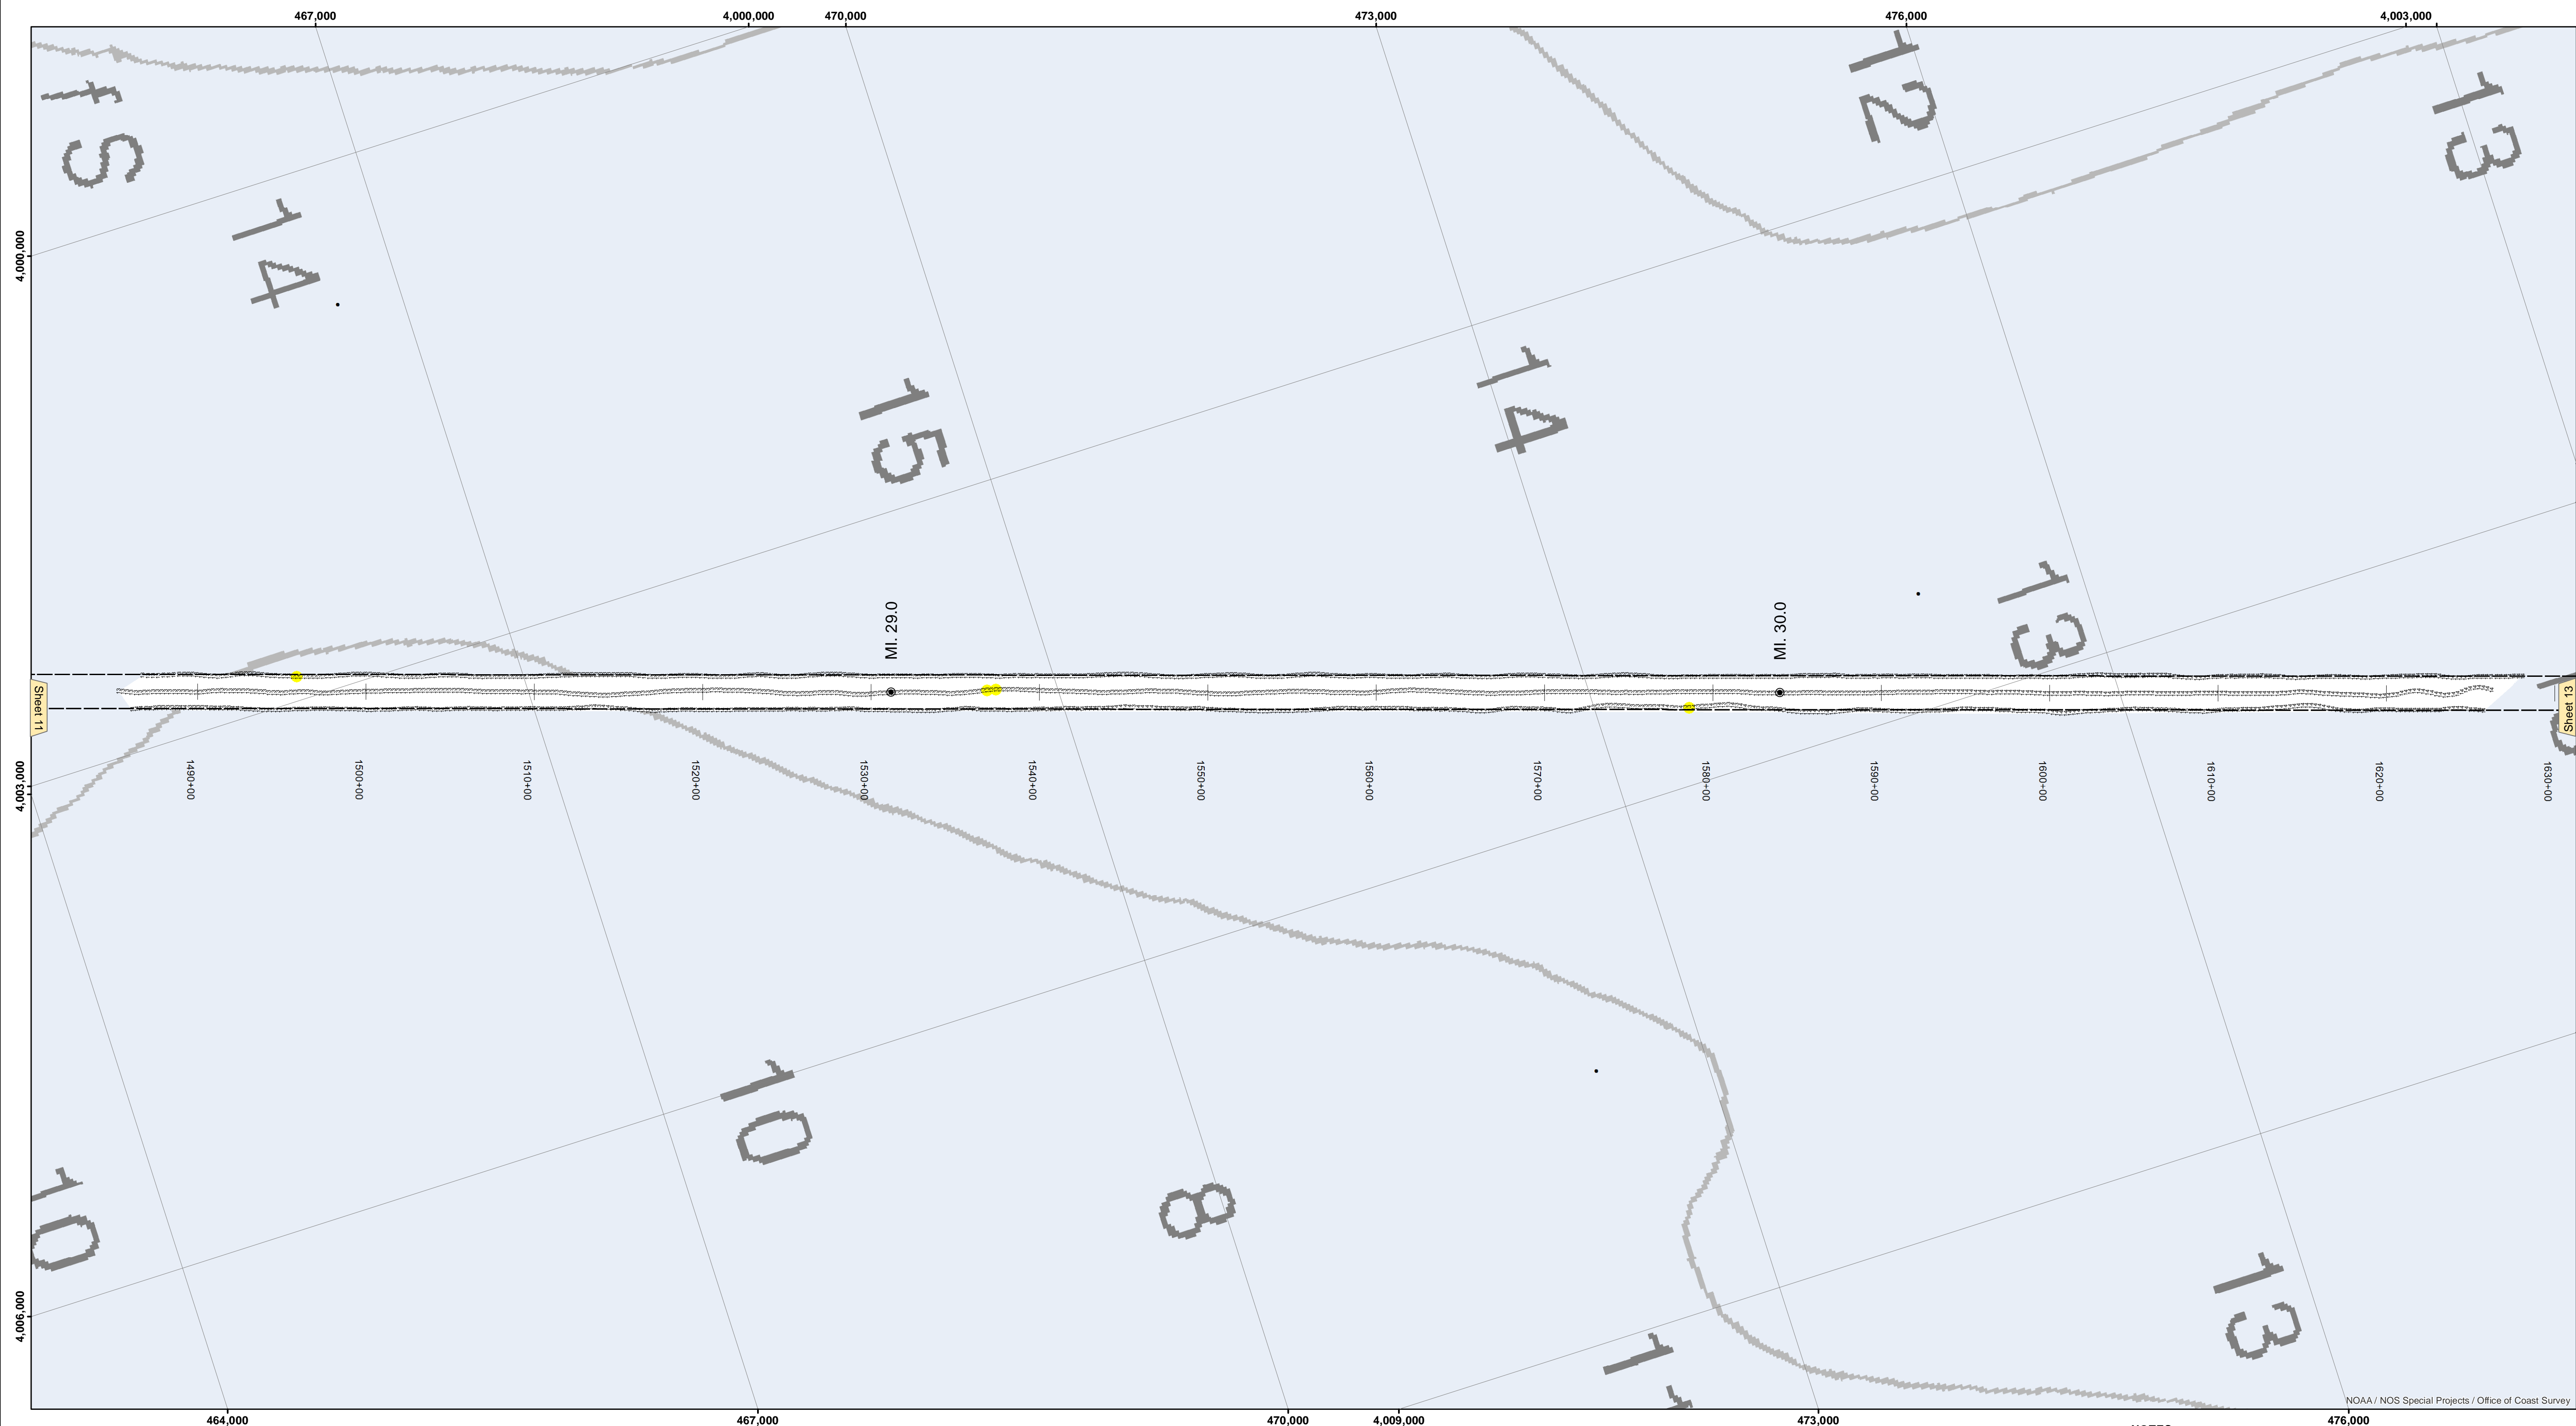 467,000 4,000,000 470,000 473,000 476,000 4,003,000
f S
12
13
14
4,000,000
14
15
13
MI. 29.0
MI. 30.0
Sheet 11
Sheet 13
4,003,000
1490+00 1500+00 1510+00 1520+00 1530+00 1540+00 1550+00 1560+00 1570+00 1580+00 1590+00 1600+00 1610+00 1620+00 1630+00
10
10
8
13
4,006,000
1
NOAA / NOS Special Projects / Office of Coast Survey
464,000 467,000 470,000 4,009,000 473,000 476,000